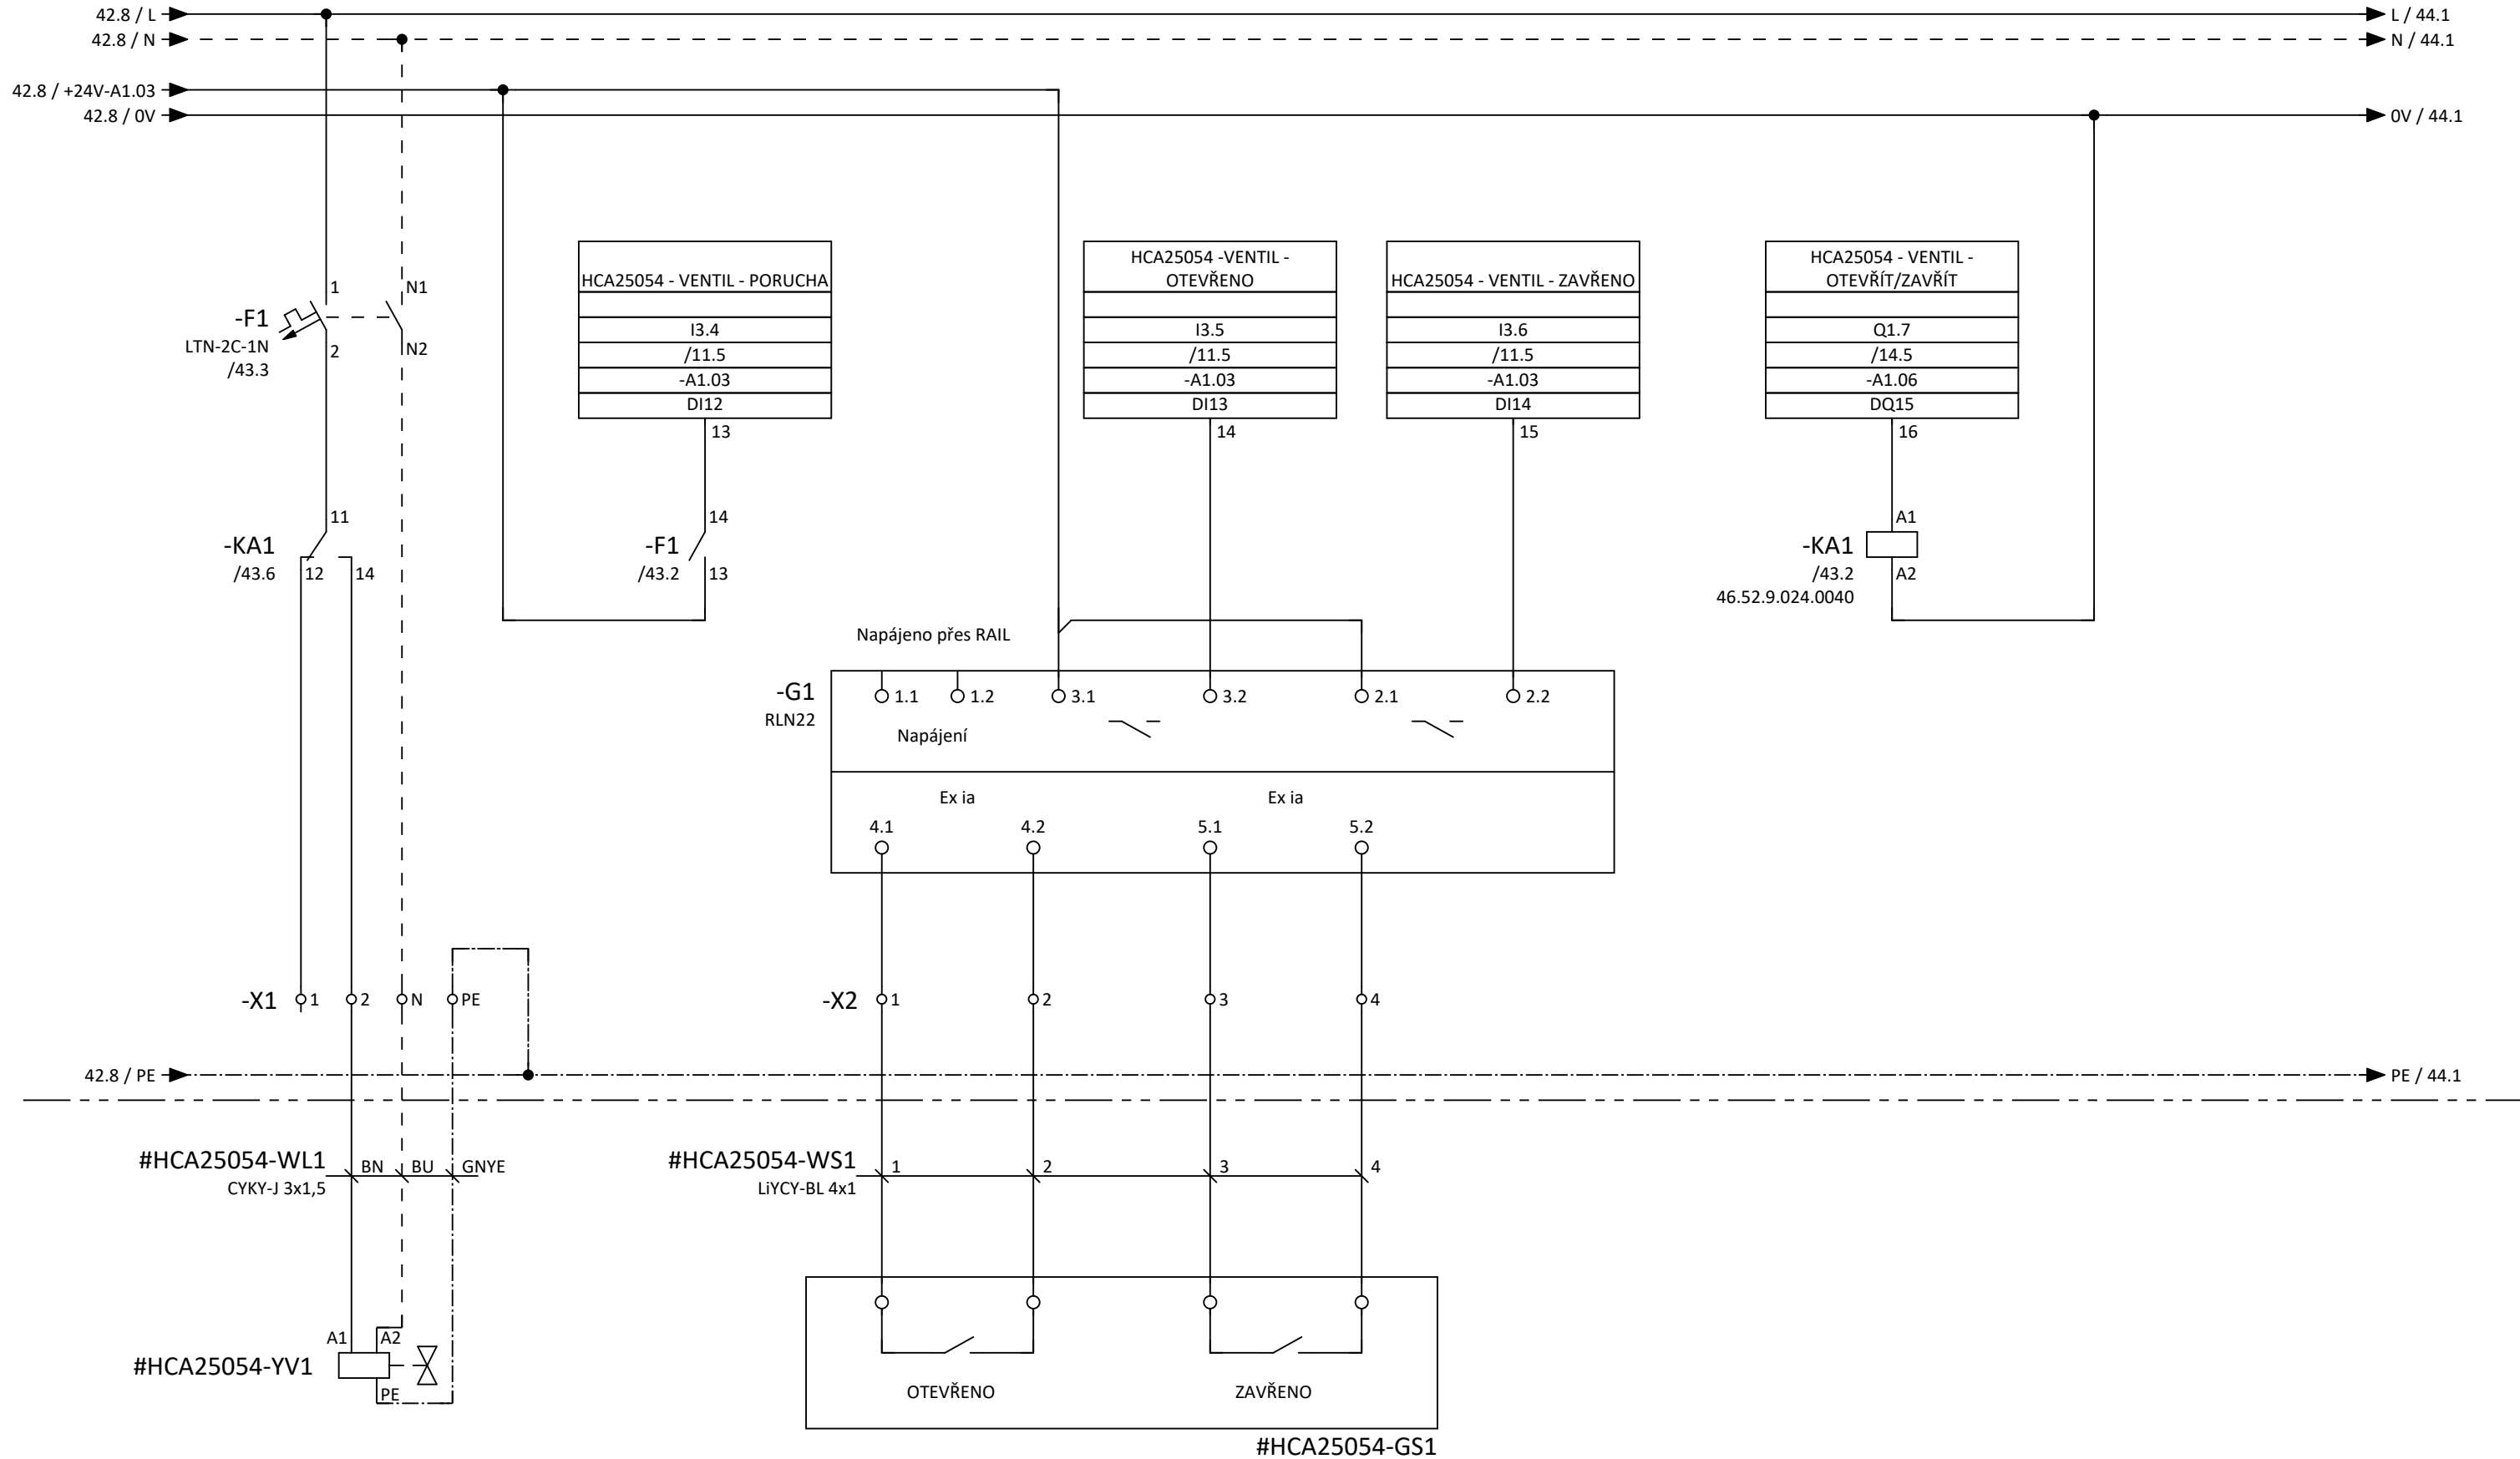 42.8 / L
L / 44.1
42.8 / N
N / 44.1
42.8 / +24V-A1.03
42.8 / 0V
0V / 44.1
HCA25054 - VENTIL - PORUCHA
I3.4
/11.5
-A1.03
DI12
13
HCA25054 -VENTIL -
OTEVŘENO
I3.5
/11.5
-A1.03
DI13
14
HCA25054 - VENTIL - ZAVŘENO
I3.6
/11.5
-A1.03
DI14
15
HCA25054 - VENTIL -
OTEVŘÍT/ZAVŘÍT
Q1.7
/14.5
-A1.06
DQ15
16
1
N1
-F1
LTN-2C-1N
/43.3
2
N2
11
-KA1
/43.6
12
14
14
-F1
/43.2
13
A1
-KA1
/43.2
A2
46.52.9.024.0040
Napájeno přes RAIL
-G1
RLN22
1.1
1.2
3.1
3.2
2.1
2.2
Napájení
Ex ia
Ex ia
4.1
4.2
5.1
5.2
-X1
1
2
N
PE
-X2
1
2
3
4
42.8 / PE
PE / 44.1
#HCA25054-WL1
CYKY-J 3x1,5
BN
BU
GNYE
#HCA25054-WS1
LiYCY-BL 4x1
1
2
3
4
A1
A2
#HCA25054-YV1
PE
OTEVŘENO
ZAVŘENO
#HCA25054-GS1